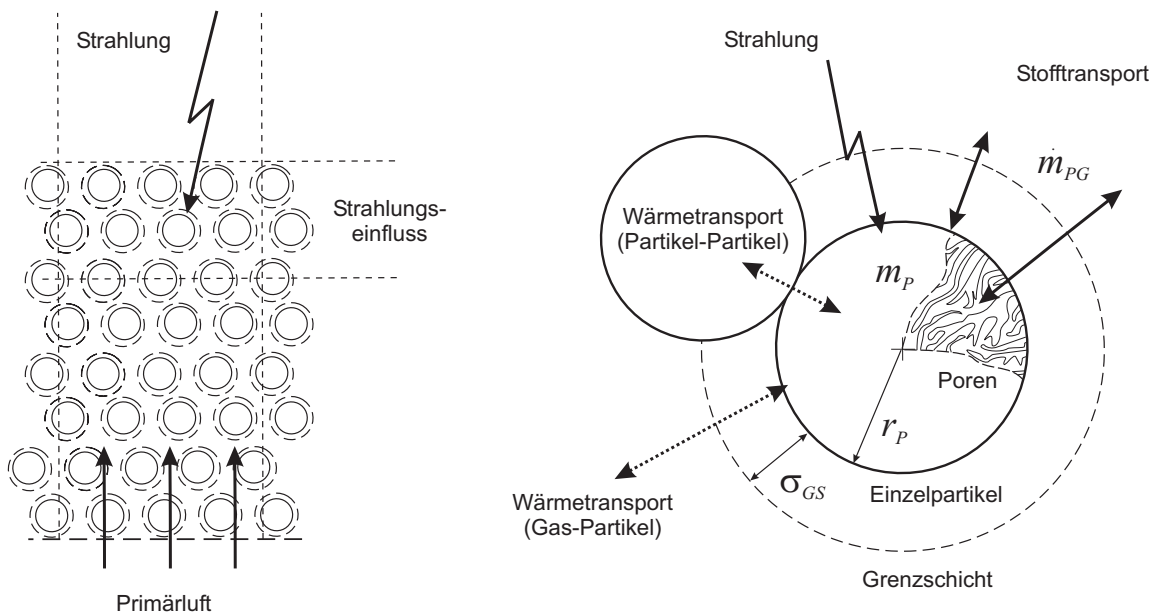 Strahlung
Strahlungs-
einfluss
Primärluft
Strahlung
Stofftransport
ṁ_PG
Wärmetransport
(Partikel-Partikel)
m_P
Poren
r_P
σ_GS
Einzelpartikel
Wärmetransport
(Gas-Partikel)
Grenzschicht